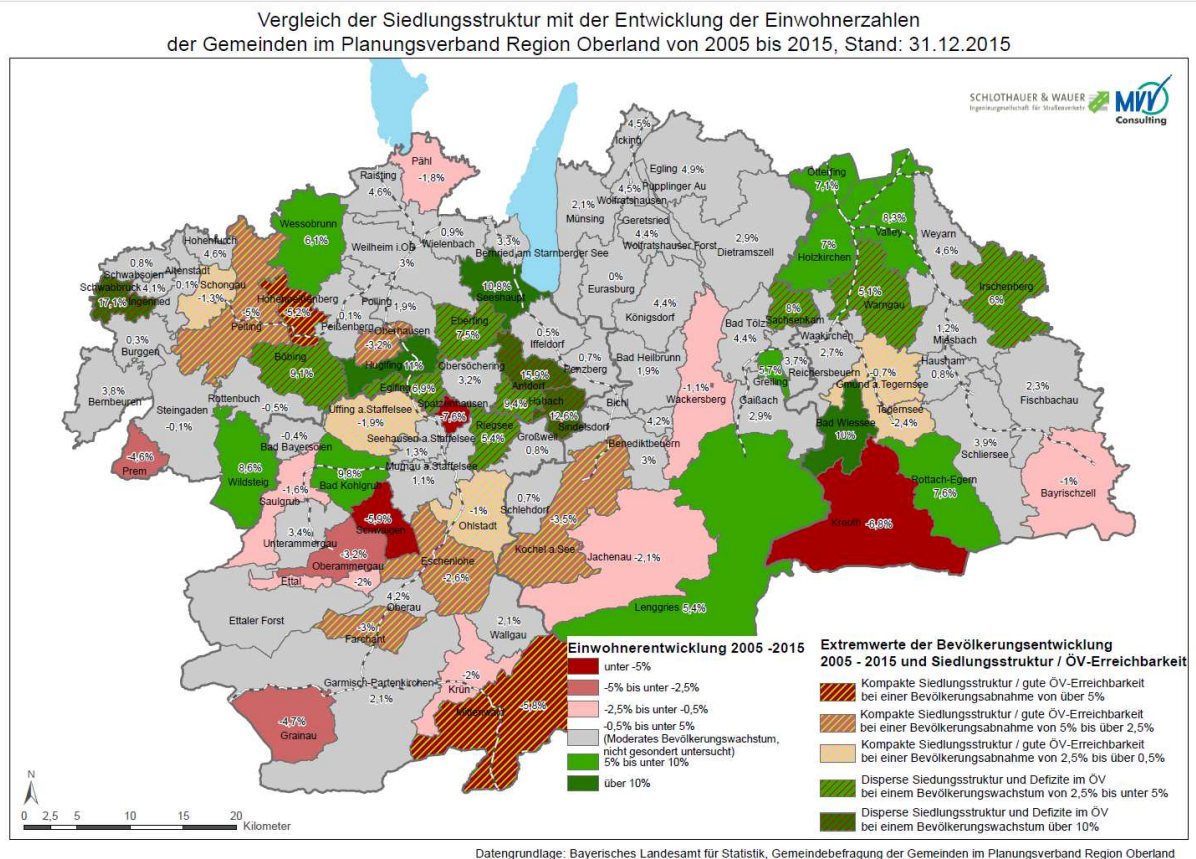 Vergleich der Siedlungsstruktur mit der Entwicklung der Einwohnerzahlen
der Gemeinden im Planungsverband Region Oberland von 2005 bis 2015, Stand: 31.12.2015
SCHLOTHAUER & WAUER
Ingenieurgesellschaft für Straßenverkehr
MVV
Consulting
4,5%
Icking
Pähl
-1,8%
Raisting
4,6%
Egling 4,9%
Pupplinger Au
4,5%
Wolfratshausen
2,1%
Münsing
Geretsried
4,4%
Wolfratshauser Forst
2,9%
Dietramszell
Otterfing
7,1%
8,3%
Valley
Weyarn
4,6%
7%
Holzkirchen
Wessobrunn
6,1%
0,9%
Wielenbach
3,3%
Bernried am Starnberger See
Weilheim i.OB
3%
Hohenfurch
4,6%
0,8%
Schwabsoien
Altenstadt
0,1%
4,1%
Schwabbruck
17,1%
Ingenried
Schongau
-1,3%
Hohenpeißenberg
-5,2%
-5%
Peiting
Polling
1,9%
0,1%
Peißenberg
10,8%
Seeshaupt
0%
Eurasburg
4,4%
Königsdorf
Irschenberg
6%
5,1%
Warngau
8%
Sachsenkam
Oberhausen
-3,2%
Eberfing
7,5%
0,5%
Iffeldorf
Bad Tölz
4,4%
Waakirchen
2,7%
1,2%
Miesbach
0,3%
Burggen
Böbing
9,1%
Huglfing
11%
Obersöchering
3,2%
0,7%
Penzberg
Bad Heilbrunn
1,9%
3,7%
Reichersbeuern
Hausham
0,8%
-0,7%
Gmund a.Tegernsee
5,7%
Greiling
3,8%
Bernbeuren
Rottenbuch
-0,5%
Eglfing
6,9%
15,9%
Antdorf
9,4%
Habach
-1,1%
Wackersberg
2,3%
Fischbachau
Steingaden
-0,1%
Uffing a.Staffelsee
-1,9%
Spatzenhausen
-7,6%
Bichl
Gaißach
2,9%
Tegernsee
-2,4%
12,6%
Sindelsdorf
4,2%
Riegsee
5,4%
Bad Wiessee
10%
-0,4%
Bad Bayersoien
Seehausen a.Staffelsee
1,3%
Großweil
0,8%
Benediktbeuern
3%
3,9%
Schliersee
-4,6%
Prem
8,6%
Wildsteig
9,8%
Bad Kohlgrub
Murnau a.Staffelsee
1,1%
Rottach-Egern
7,6%
-1%
Bayrischzell
-1,6%
Saulgrub
0,7%
Schlehdorf
-5,9%
Schwaigen
-1%
Ohlstadt
-3,5%
Kochel a.See
Kreuth
-6,8%
3,4%
Unterammergau
-3,2%
Oberammergau
Jachenau -2,1%
Eschenlohe
-2,6%
Ettal
-2%
4,2%
Oberau
Lenggries 5,4%
Ettaler Forst
-3%
Farchant
2,1%
Wallgau
Garmisch-Partenkirchen
2,1%
-2%
Krün
-5,8%
Mittenwald
-4,7%
Grainau
Einwohnerentwicklung 2005 -2015
unter -5%
-5% bis unter -2,5%
-2,5% bis unter -0,5%
-0,5% bis unter 5%
(Moderates Bevölkerungswachstum,
nicht gesondert untersucht)
5% bis unter 10%
über 10%
Extremwerte der Bevölkerungsentwicklung
2005 - 2015 und Siedlungsstruktur / ÖV-Erreichbarkeit
Kompakte Siedlungsstruktur / gute ÖV-Erreichbarkeit
bei einer Bevölkerungsabnahme von über 5%
Kompakte Siedlungsstruktur / gute ÖV-Erreichbarkeit
bei einer Bevölkerungsabnahme von 5% bis über 2,5%
Kompakte Siedlungsstruktur / gute ÖV-Erreichbarkeit
bei einer Bevölkerungsabnahme von 2,5% bis über 0,5%
Disperse Siedungsstruktur und Defizite im ÖV
bei einem Bevölkerungswachstum von 2,5% bis unter 5%
Disperse Siedlungsstruktur und Defizite im ÖV
bei einem Bevölkerungswachstum über 10%
N
0 2,5 5 10 15 20
Kilometer
Datengrundlage: Bayerisches Landesamt für Statistik, Gemeindebefragung der Gemeinden im Planungsverband Region Oberland